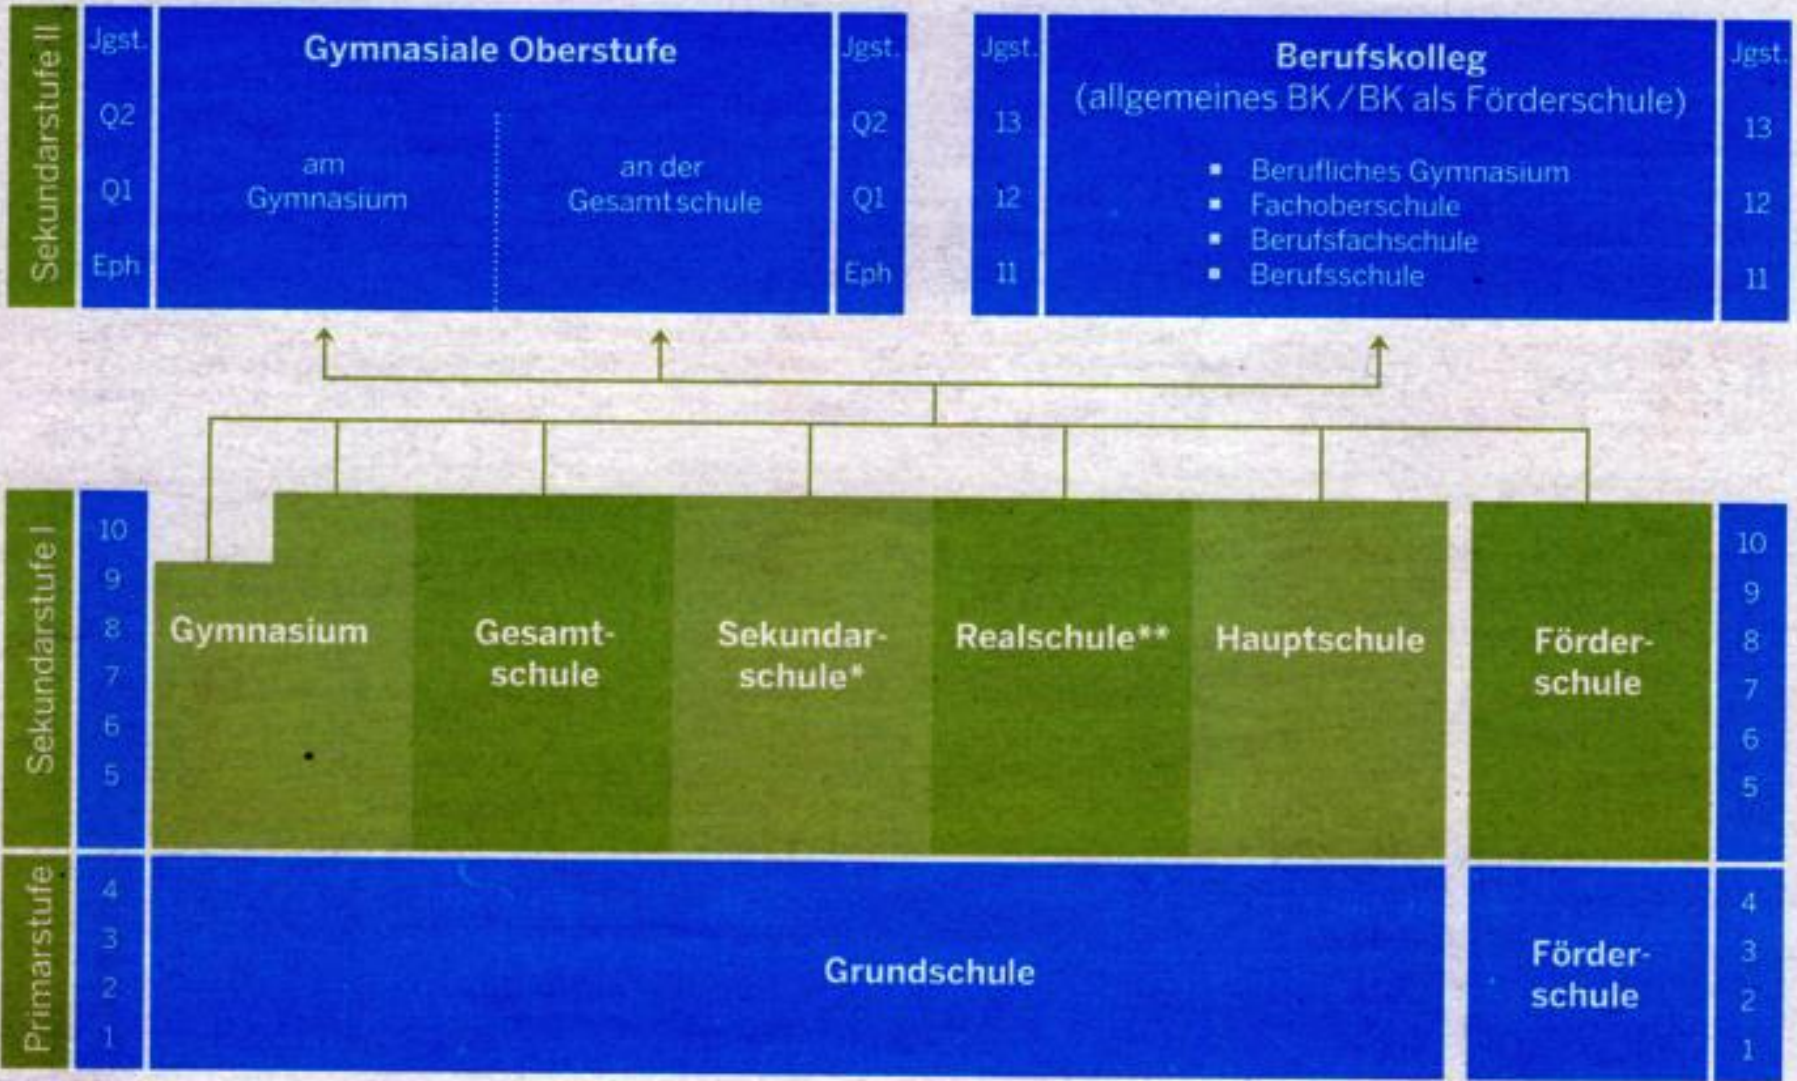 Sekundarstufe II
Jgst.
Q2
Q1
Eph
Gymnasiale Oberstufe
am
Gymnasium
an der
Gesamtschule
Jgst.
Q2
Q1
Eph
Jgst.
13
12
11
Berufskolleg
(allgemeines BK/BK als Förderschule)
▪ Berufliches Gymnasium
▪ Fachoberschule
▪ Berufsfachschule
▪ Berufsschule
Jgst.
13
12
11
Sekundarstufe I
10
9
8
7
6
5
Gymnasium
Gesamt-
schule
Sekundar-
schule*
Realschule**
Hauptschule
Förder-
schule
10
9
8
7
6
5
Primarstufe
4
3
2
1
Grundschule
Förder-
schule
4
3
2
1